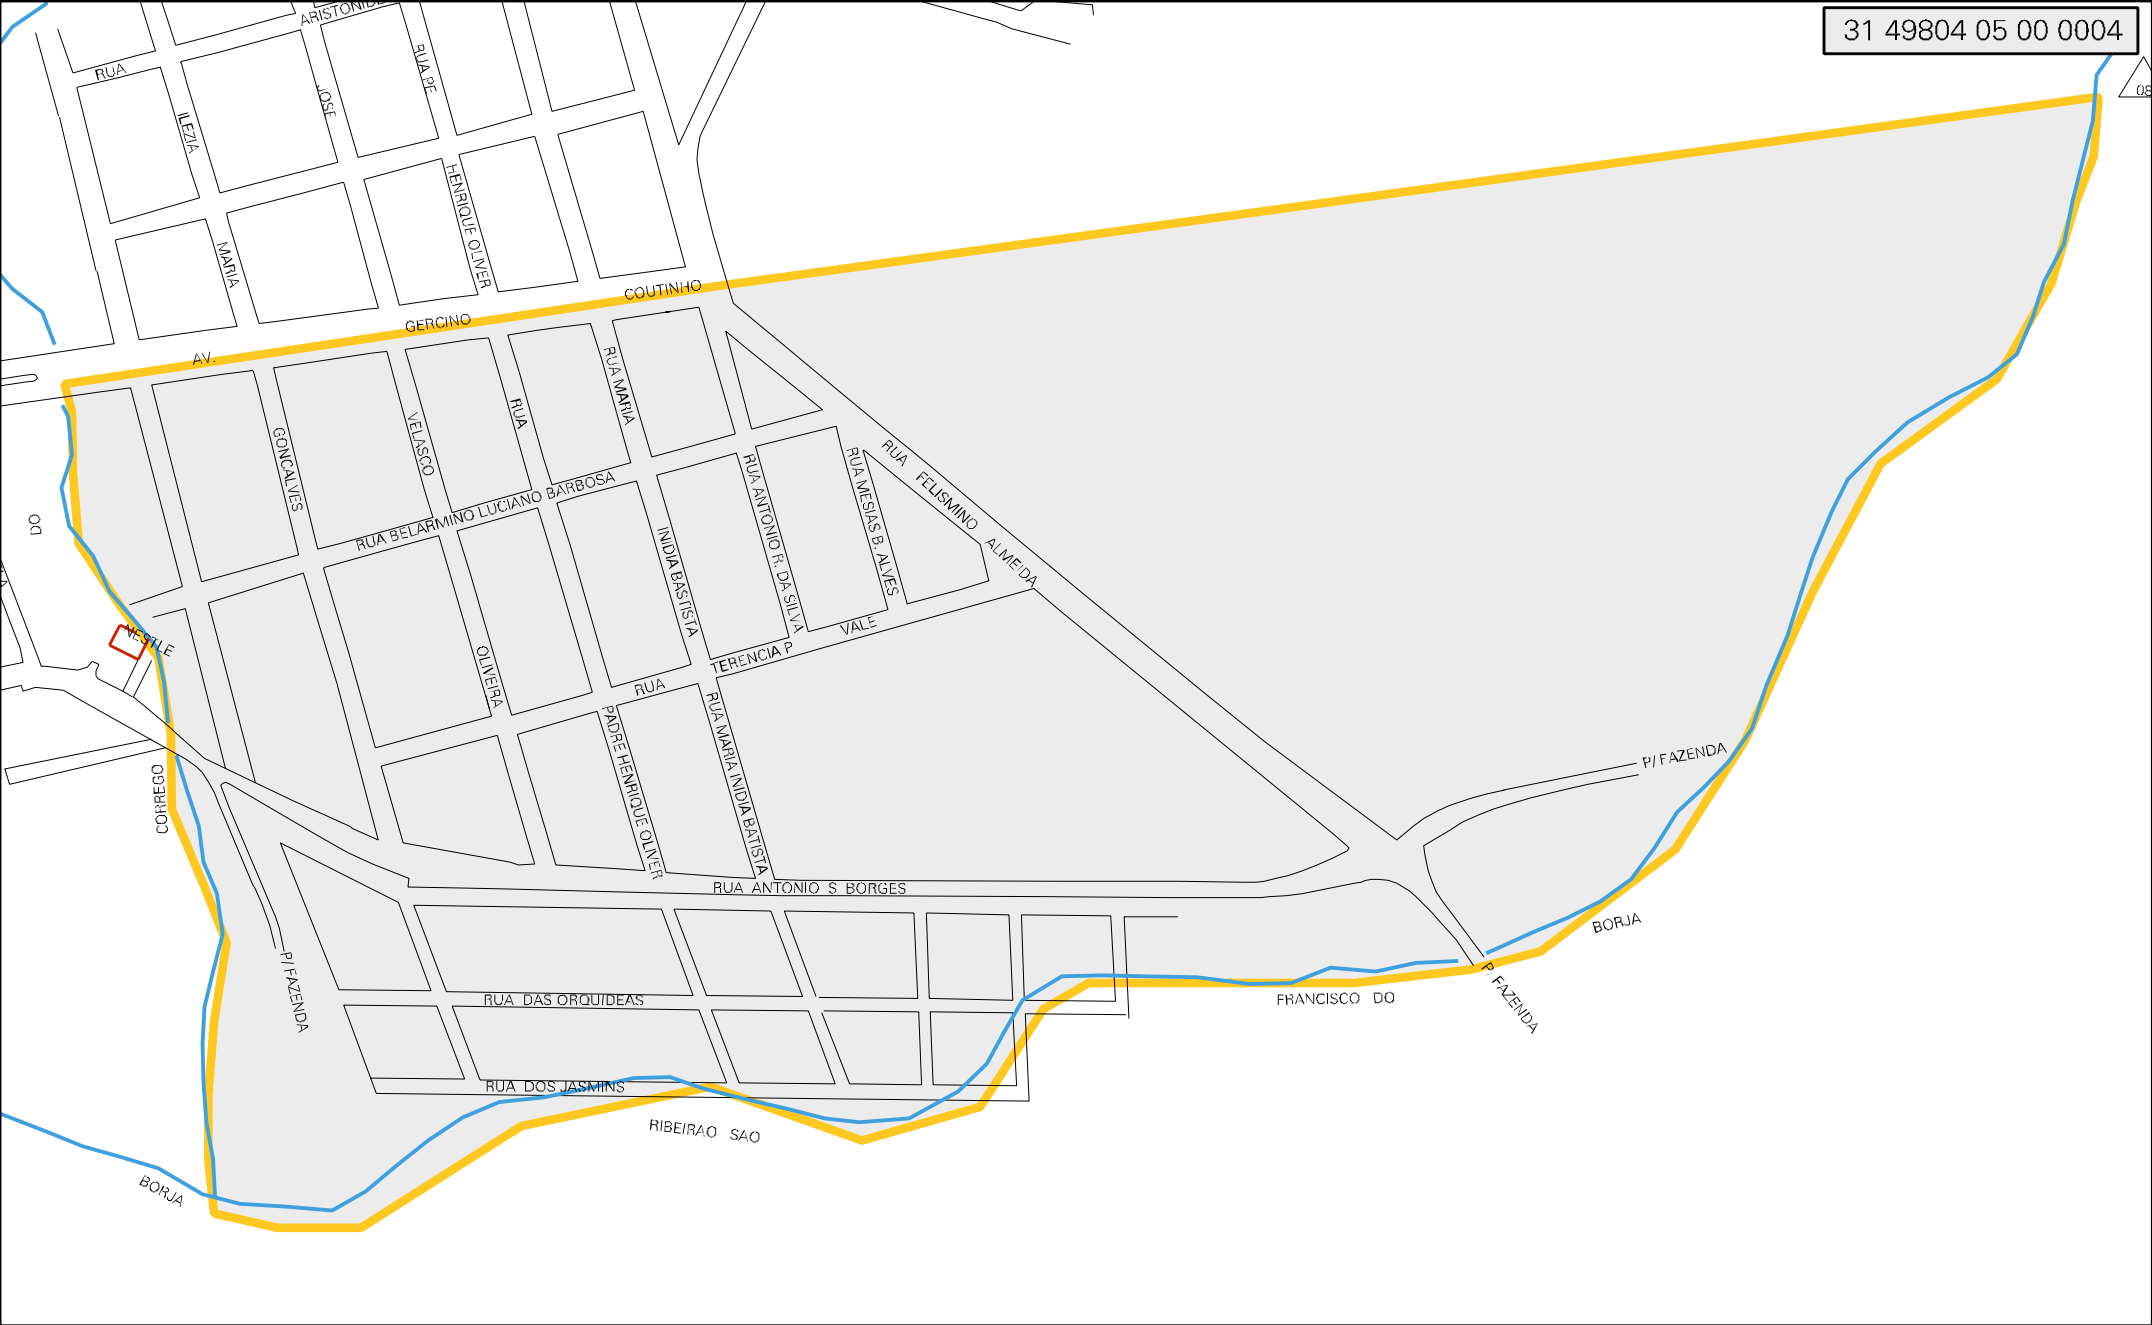 31 49804 05 00 0004
08
RUA
ILEZIA
JOSE
RUA PE
HENRIQUE OLIVER
MARIA
AV.
GERCINO
COUTINHO
GONCALVES
VELASCO
RUA
RUA MARIA
RUA BELARMINO LUCIANO BARBOSA
INIDIA BASTISTA
RUA ANTONIO R. DA SILVA
RUA MESIAS B. ALVES
RUA FELISMINO ALMEIDA
DO
NESTLE
OLIVEIRA
RUA
TERENCIA P
VALE
PADRE HENRIQUE OLIVER
RUA MARIA INIDIA BATISTA
CORREGO
P/ FAZENDA
RUA ANTONIO S BORGES
BORJA
P/ FAZENDA
P/ FAZENDA
RUA DAS ORQUIDEAS
FRANCISCO DO
RUA DOS JASMINS
RIBEIRAO SAO
BORJA